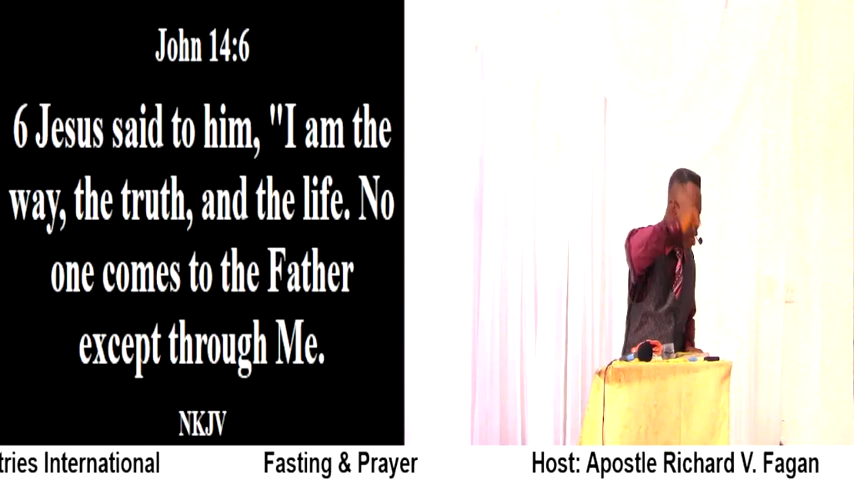 John 14:6
6 Jesus said to him, "I am the
way, the truth, and the life. No
one comes to the Father
except through Me.
NKJV
tries International Fasting & Prayer Host: Apostle Richard V. Fagan